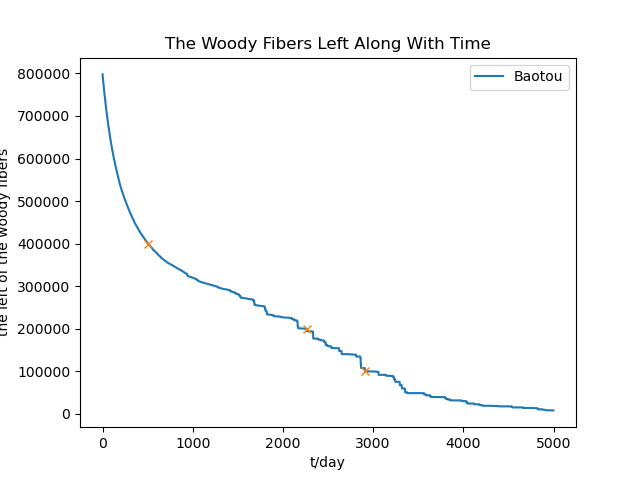 The Woody Fibers Left Along With Time
Baotou
800000
700000
600000
500000
400000
300000
200000
100000
0
the left of the woody fibers
0 1000 2000 3000 4000 5000
t/day